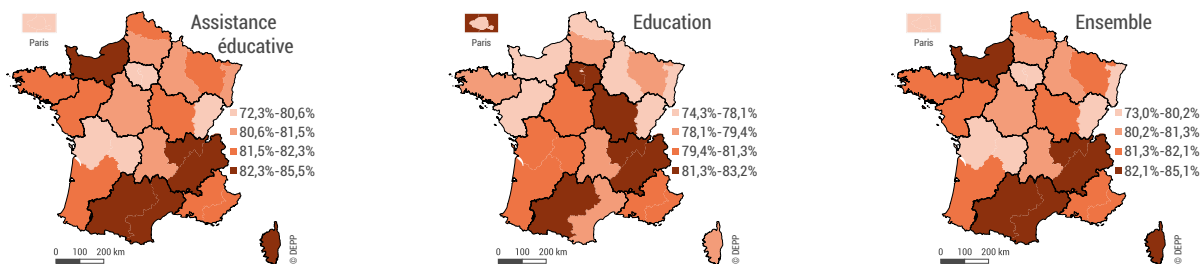 Paris
Assistance
éducative
72,3%-80,6%
80,6%-81,5%
81,5%-82,3%
82,3%-85,5%
0 100 200 km
© DEPP
Paris
Education
74,3%-78,1%
78,1%-79,4%
79,4%-81,3%
81,3%-83,2%
0 100 200 km
© DEPP
Paris
Ensemble
73,0%-80,2%
80,2%-81,3%
81,3%-82,1%
82,1%-85,1%
0 100 200 km
© DEPP